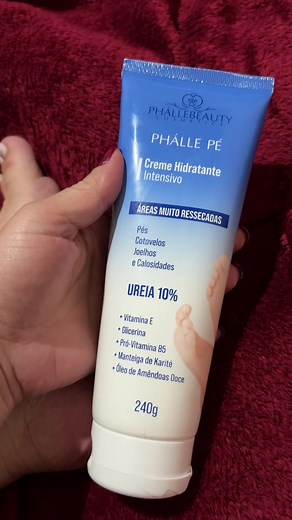 PHÁLLEBEAUTY
COSMETICS
PHÁLLE PÉ
Creme Hidratante
Intensivo
ÁREAS MUITO RESSECADAS
Pés
Cotovelos
Joelhos
e Calosidades
UREIA 10%
• Vitamina E
• Glicerina
• Pró-Vitamina B5
• Manteiga de Karité
• Óleo de Amêndoas Doce
240g